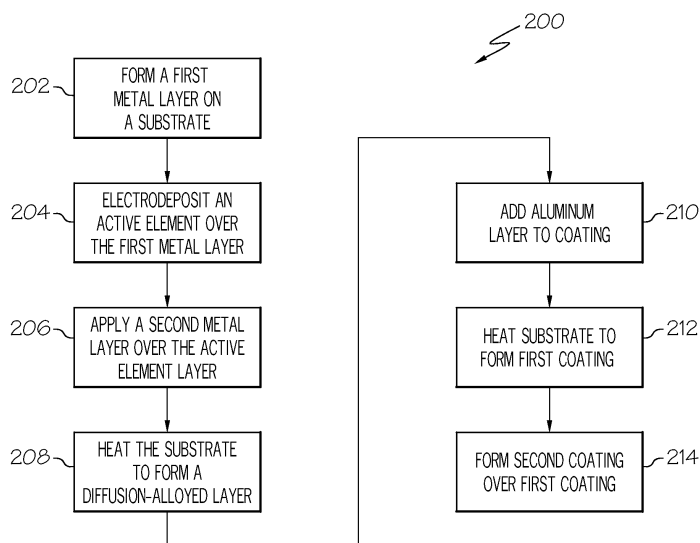 200
202
FORM A FIRST
METAL LAYER ON
A SUBSTRATE
204
ELECTRODEPOSIT AN
ACTIVE ELEMENT OVER
THE FIRST METAL LAYER
206
APPLY A SECOND METAL
LAYER OVER THE ACTIVE
ELEMENT LAYER
208
HEAT THE SUBSTRATE
TO FORM A
DIFFUSION-ALLOYED LAYER
ADD ALUMINUM
LAYER TO COATING
210
HEAT SUBSTRATE TO
FORM FIRST COATING
212
FORM SECOND COATING
OVER FIRST COATING
214